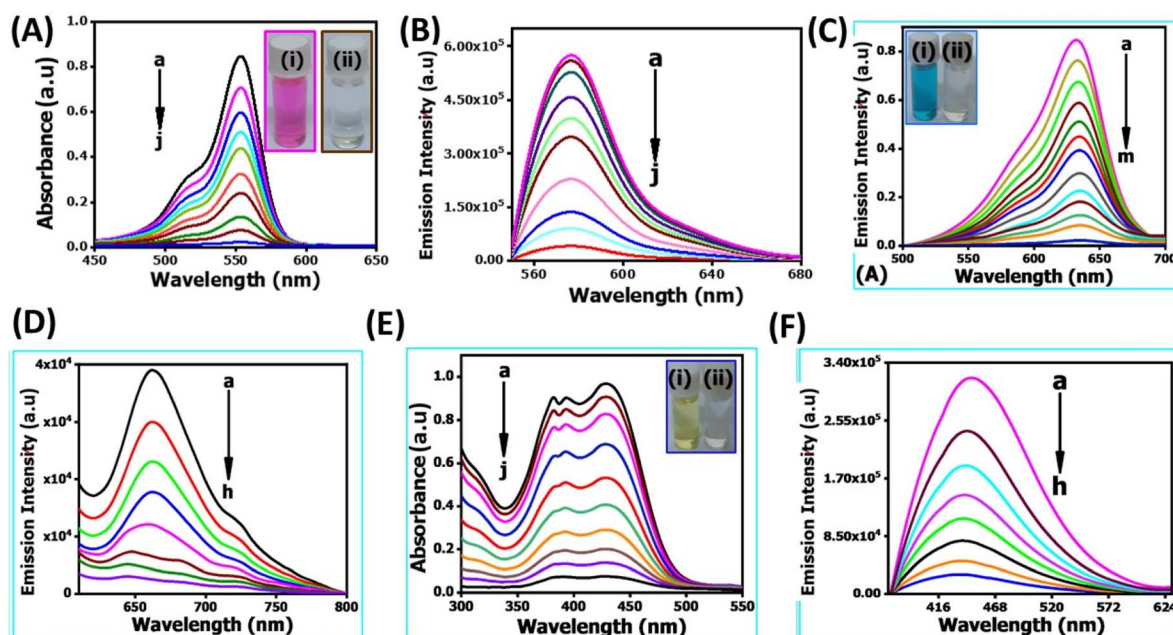 (A)
1.0
0.8
0.6
0.4
0.2
0.0
Absorbance (a.u)
a
j
(i) (ii)
450 500 550 600 650
Wavelength (nm)
(B)
6.00x10⁵
4.50x10⁵
3.00x10⁵
1.50x10⁵
0.00
Emission Intensity (a.u)
a
j
560 600 640 680
Wavelength (nm)
(C)
0.8
0.6
0.4
0.2
0.0
Emission Intensity (a.u)
(i) (ii)
a
m
500 550 600 650 700
Wavelength (nm)
(A)
(D)
4x10⁴
x10⁴
x10⁴
x10⁴
0
Emission Intensity (a.u)
a
h
650 700 750 800
Wavelength (nm)
(E)
1.0
0.8
0.6
0.4
0.2
0.0
Absorbance (a.u)
a
j
(i) (ii)
300 350 400 450 500 550
Wavelength (nm)
(F)
3.40x10⁵
2.55x10⁵
1.70x10⁵
8.50x10⁴
0.00
Emission Intensity (a.u)
a
h
416 468 520 572 624
Wavelength (nm)